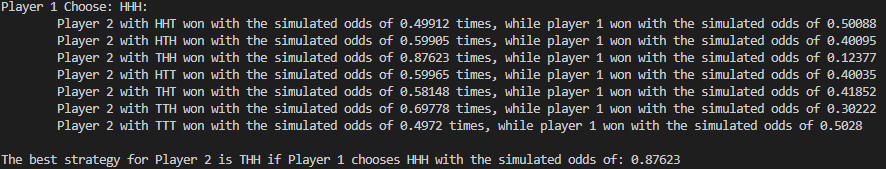 Player 1 Choose: HHH:
Player 2 with HHT won with the simulated odds of 0.49912 times, while player 1 won with the simulated odds of 0.50088
Player 2 with HTH won with the simulated odds of 0.59905 times, while player 1 won with the simulated odds of 0.40095
Player 2 with THH won with the simulated odds of 0.87623 times, while player 1 won with the simulated odds of 0.12377
Player 2 with HTT won with the simulated odds of 0.59965 times, while player 1 won with the simulated odds of 0.40035
Player 2 with THT won with the simulated odds of 0.58148 times, while player 1 won with the simulated odds of 0.41852
Player 2 with TTH won with the simulated odds of 0.69778 times, while player 1 won with the simulated odds of 0.30222
Player 2 with TTT won with the simulated odds of 0.4972 times, while player 1 won with the simulated odds of 0.5028
The best strategy for Player 2 is THH if Player 1 chooses HHH with the simulated odds of: 0.87623